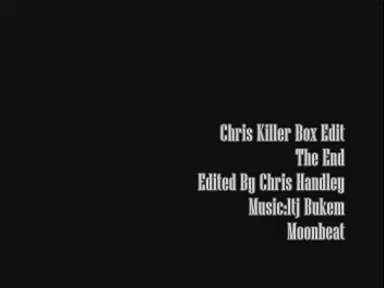 Chris Killer Box Edit
The End
Edited By Chris Handley
Music:ltj Bukem
Moonbeat